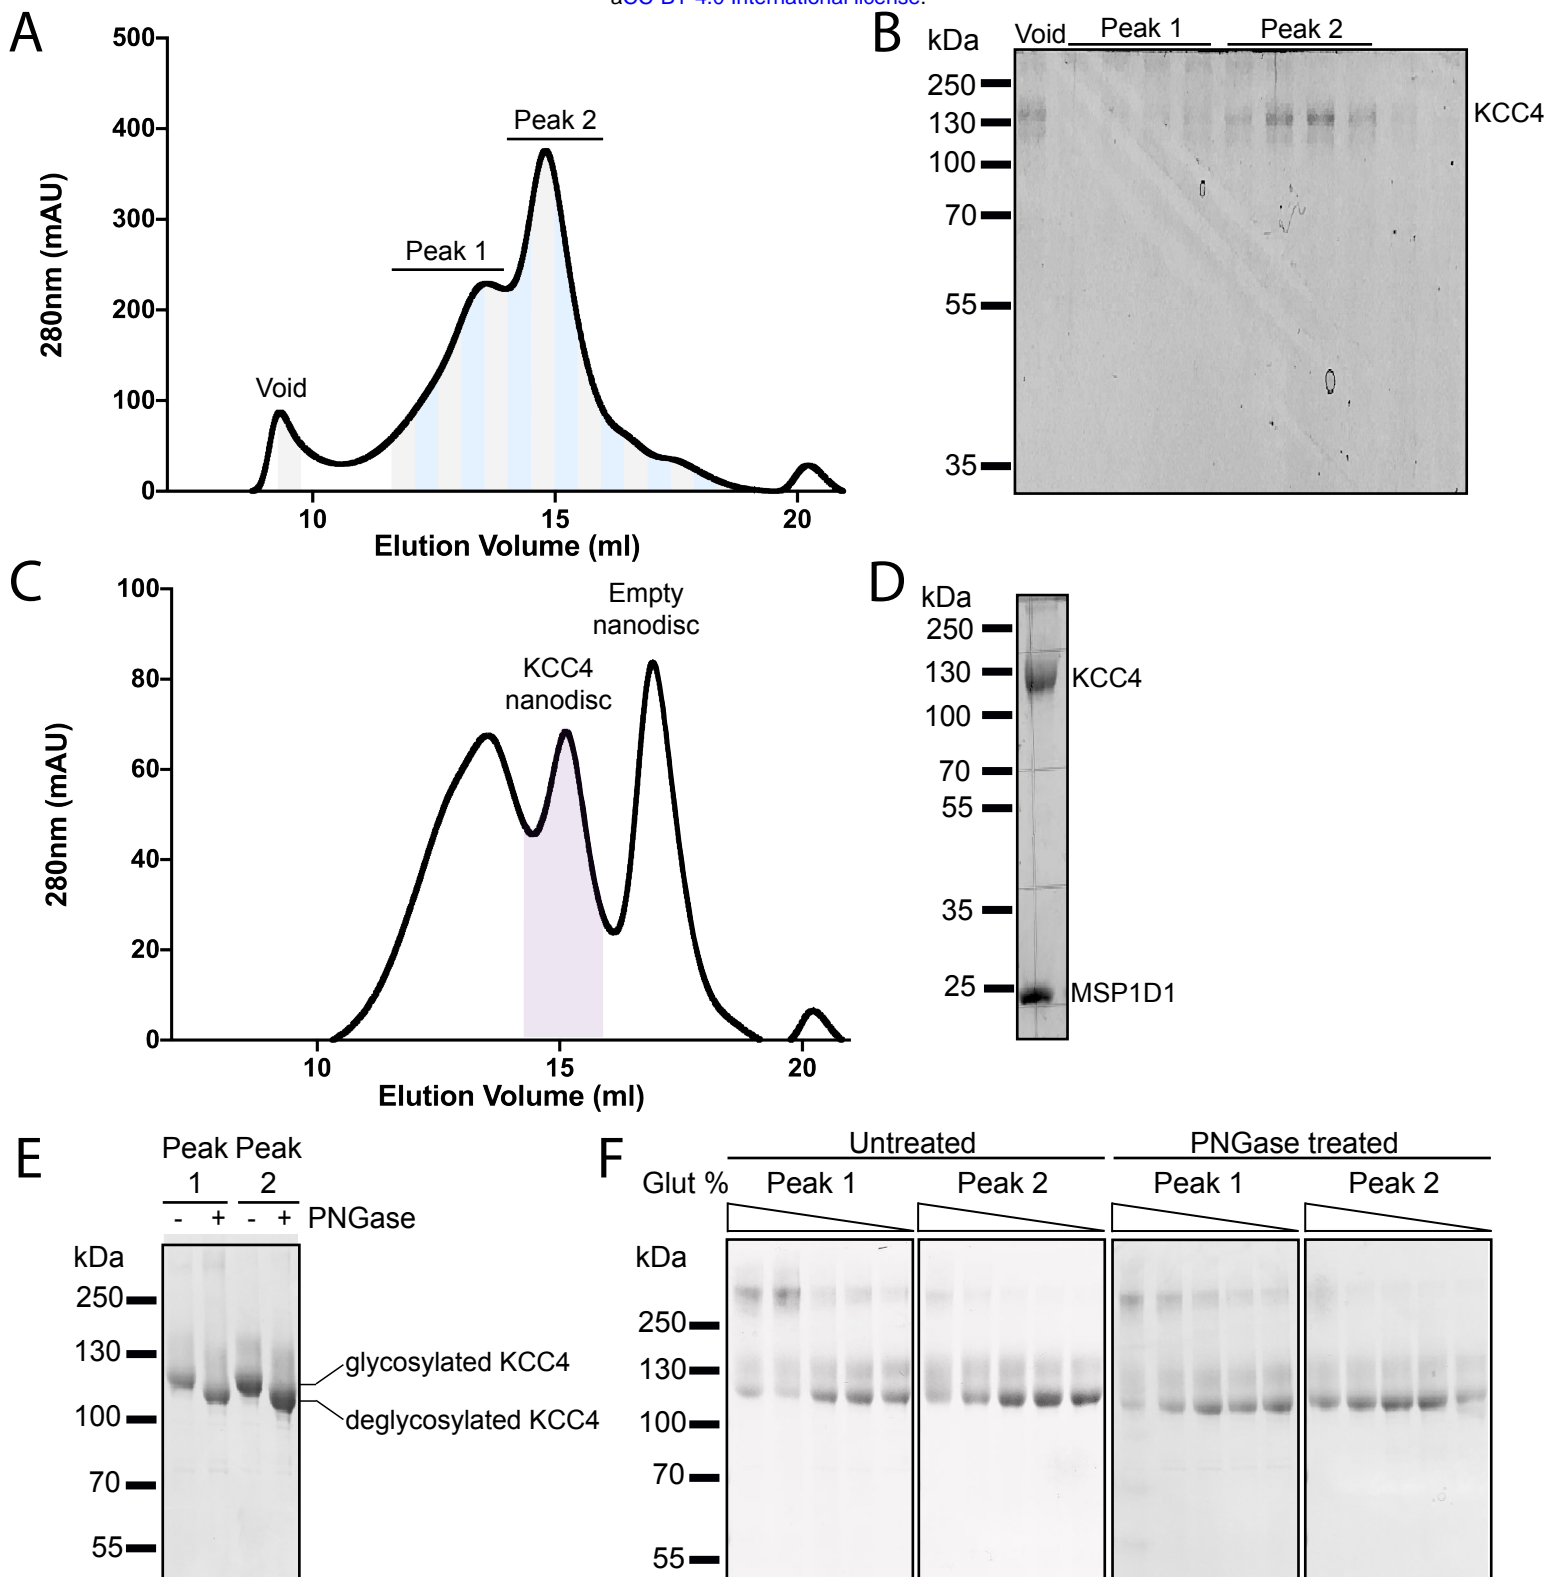 aCC-BY 4.0 International license.
A
500
400
300
200
100
0
280nm (mAU)
Void
Peak 1
Peak 2
10
15
20
Elution Volume (ml)
B
kDa
Void
Peak 1
Peak 2
250
130
100
70
55
35
KCC4
C
100
80
60
40
20
0
280nm (mAU)
KCC4
nanodisc
Empty
nanodisc
10
15
20
Elution Volume (ml)
D
kDa
250
130
100
70
55
35
25
KCC4
MSP1D1
E
Peak Peak
1 2
- + - + PNGase
kDa
250
130
100
70
55
glycosylated KCC4
deglycosylated KCC4
F
Untreated
PNGase treated
Glut %
Peak 1
Peak 2
Peak 1
Peak 2
kDa
250
130
100
70
55